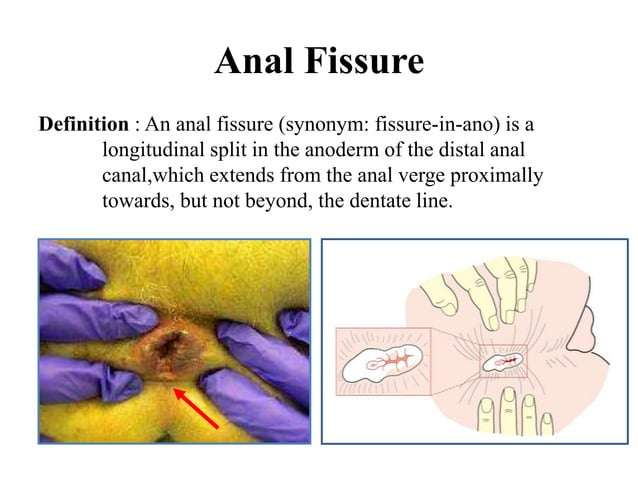 Anal Fissure
Definition : An anal fissure (synonym: fissure-in-ano) is a
longitudinal split in the anoderm of the distal anal
canal,which extends from the anal verge proximally
towards, but not beyond, the dentate line.